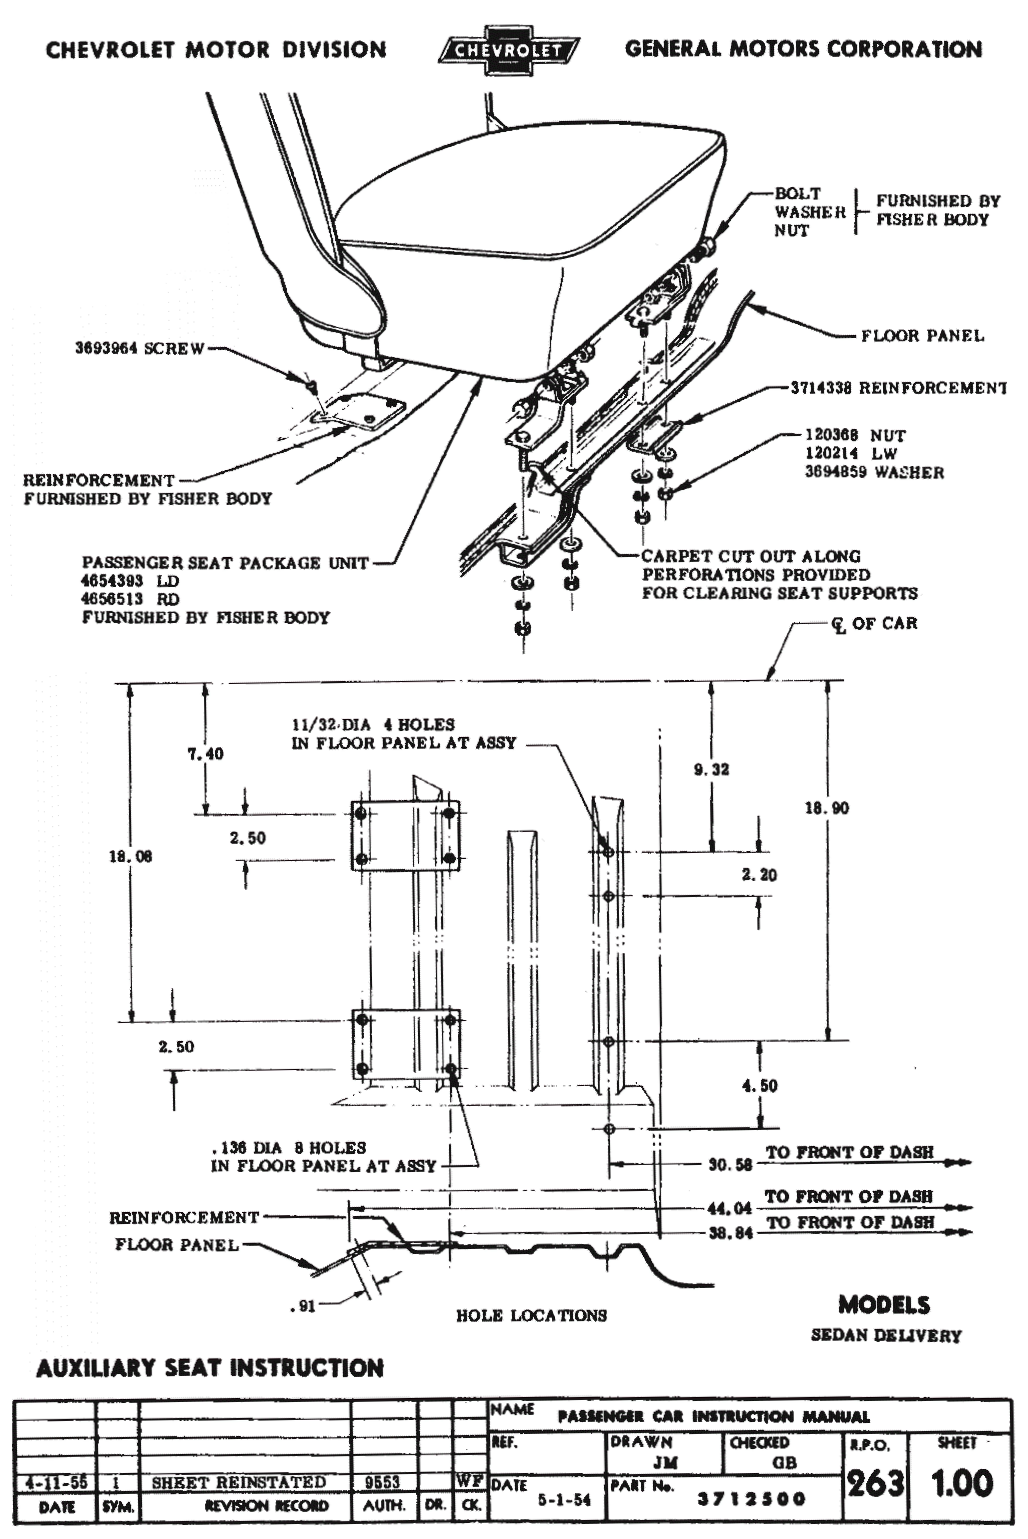 CHEVROLET MOTOR DIVISION
CHEVROLET
GENERAL MOTORS CORPORATION
BOLT
WASHER
NUT
FURNISHED BY
FISHER BODY
FLOOR PANEL
3693964 SCREW
3714338 REINFORCEMENT
120368 NUT
120214 LW
3694859 WASHER
REINFORCEMENT
FURNISHED BY FISHER BODY
PASSENGER SEAT PACKAGE UNIT
4654393 LD
4656513 RD
FURNISHED BY FISHER BODY
CARPET CUT OUT ALONG
PERFORATIONS PROVIDED
FOR CLEARING SEAT SUPPORTS
℄ OF CAR
11/32 DIA 4 HOLES
IN FLOOR PANEL AT ASSY
7.40
9.32
18.90
2.50
18.08
2.20
2.50
4.50
.136 DIA 8 HOLES
IN FLOOR PANEL AT ASSY
30.58 TO FRONT OF DASH
44.04 TO FRONT OF DASH
38.84 TO FRONT OF DASH
REINFORCEMENT
FLOOR PANEL
.91
HOLE LOCATIONS
MODELS
SEDAN DELIVERY
AUXILIARY SEAT INSTRUCTION
NAME PASSENGER CAR INSTRUCTION MANUAL
REF.
DRAWN JM
CHECKED GB
R.P.O. 263
SHEET 1.00
4-11-55 1 SHEET REINSTATED 9553 WF
DATE 5-1-54
PART No. 3712500
DATE SYM. REVISION RECORD AUTH. DR. CK.